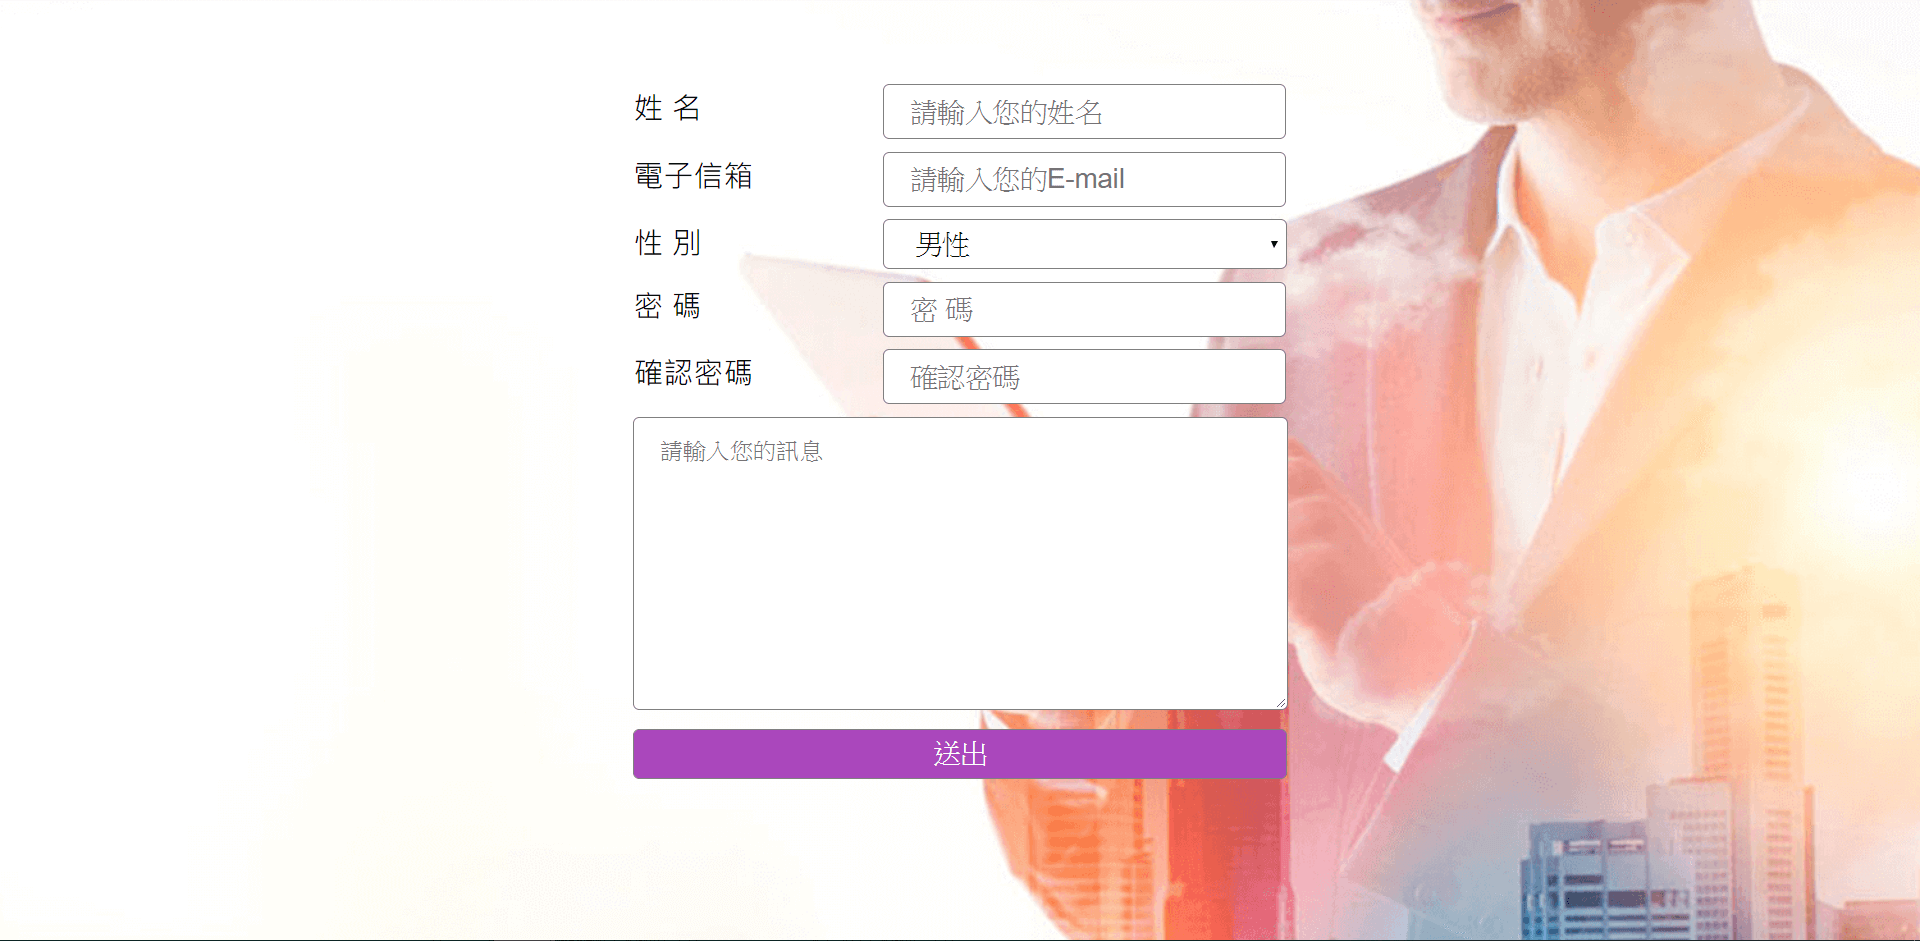 姓 名
請輸入您的姓名
電子信箱
請輸入您的E-mail
性 別
男性
密 碼
密 碼
確認密碼
確認密碼
請輸入您的訊息
送出